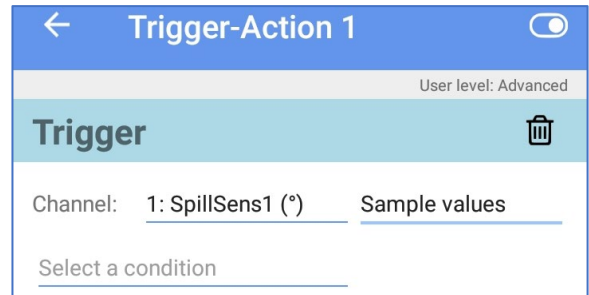 Trigger-Action 1
User level: Advanced
Trigger
Channel: 1: SpillSens1 (°) Sample values
Select a condition